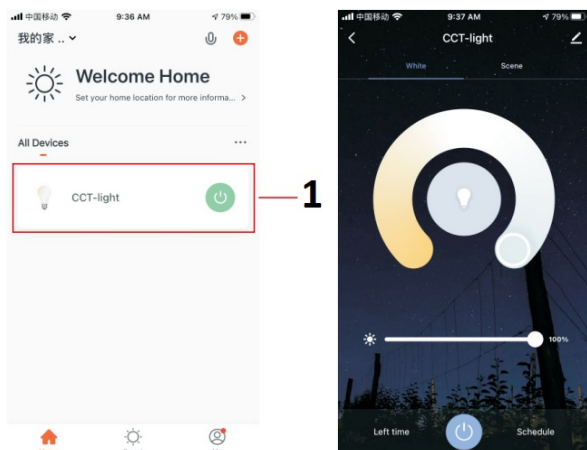 中国移动 9:36 AM 79%
我的家 ..
Welcome Home
Set your home location for more informa... >
All Devices
...
CCT-light
1
中国移动 9:37 AM 79%
CCT-light
White Scene
100%
Left time Schedule